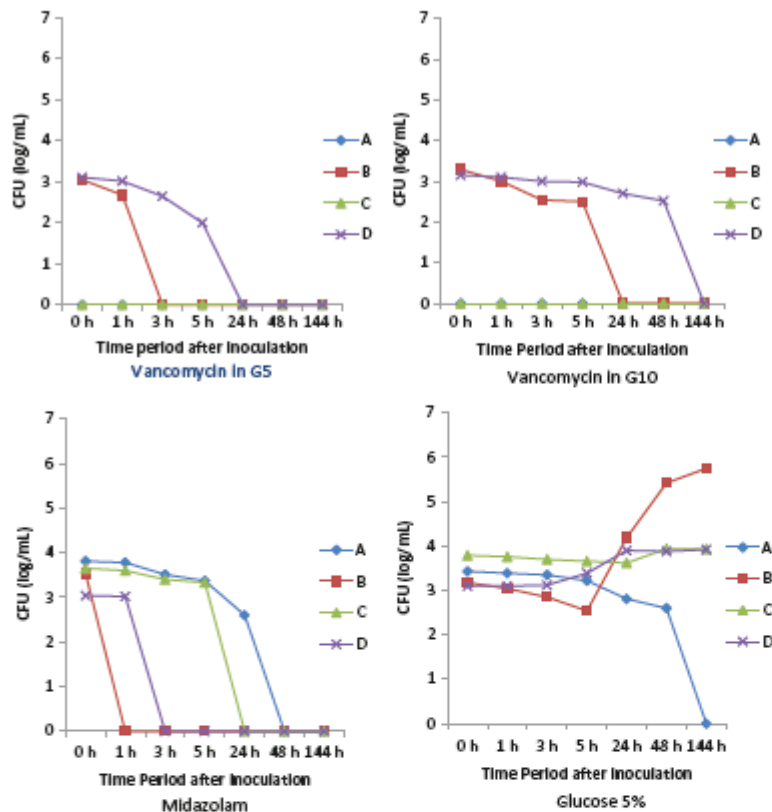 7
6
5
4
3
2
1
0
CFU (log/mL)
A
B
C
D
0 h 1 h 3 h 5 h 24 h 48 h 144 h
Time period after Inoculation
Vancomycin in G5
7
6
5
4
3
2
1
0
CFU (log/mL)
A
B
C
D
0 h 1 h 3 h 5 h 24 h 48 h 144 h
Time Period after Inoculation
Vancomycin in G10
7
6
5
4
3
2
1
0
CFU (log/mL)
A
B
C
D
0 h 1 h 3 h 5 h 24 h 48 h 144 h
Time Period after Inoculation
Midazolam
7
6
5
4
3
2
1
0
CFU (log/mL)
A
B
C
D
0 h 1 h 3 h 5 h 24 h 48 h 144 h
Time Period after Inoculation
Glucose 5%